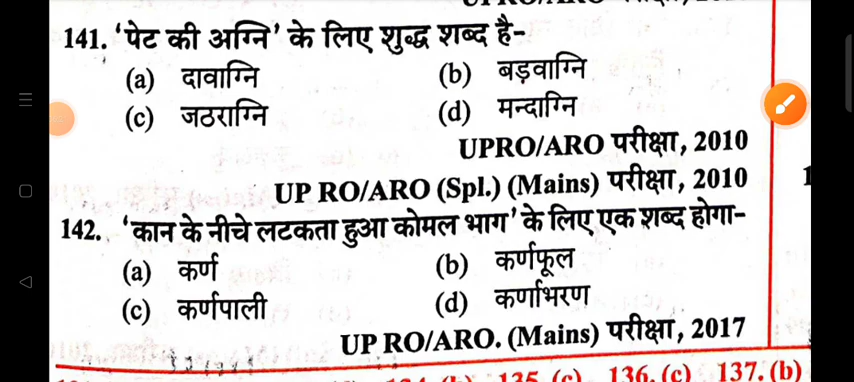 141. 'पेट की अग्नि' के लिए शुद्ध शब्द है-
(a) दावाग्नि (b) बड़वाग्नि
(c) जठराग्नि (d) मन्दाग्नि
UPRO/ARO परीक्षा, 2010
UP RO/ARO (Spl.) (Mains) परीक्षा, 2010
142. 'कान के नीचे लटकता हुआ कोमल भाग' के लिए एक शब्द होगा-
(a) कर्ण (b) कर्णफूल
(c) कर्णपाली (d) कर्णाभरण
UP RO/ARO. (Mains) परीक्षा, 2017
135. (c) 136. (c) 137. (b)